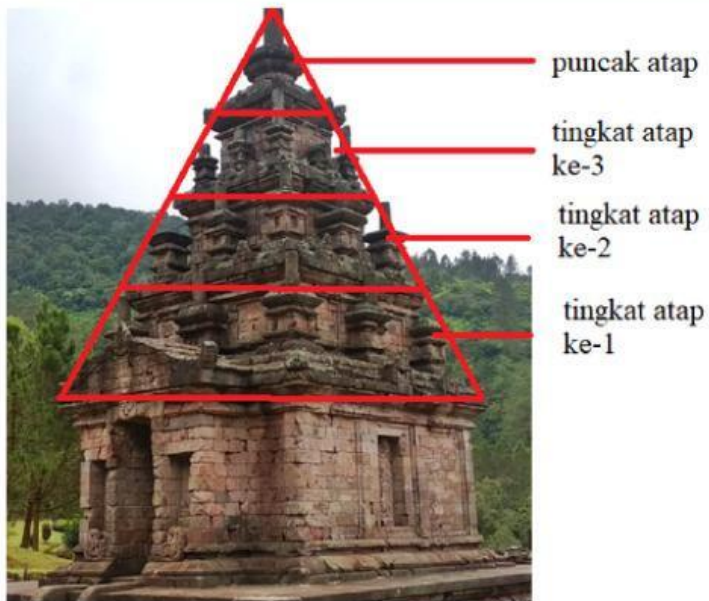 puncak atap
tingkat atap
ke-3
tingkat atap
ke-2
tingkat atap
ke-1